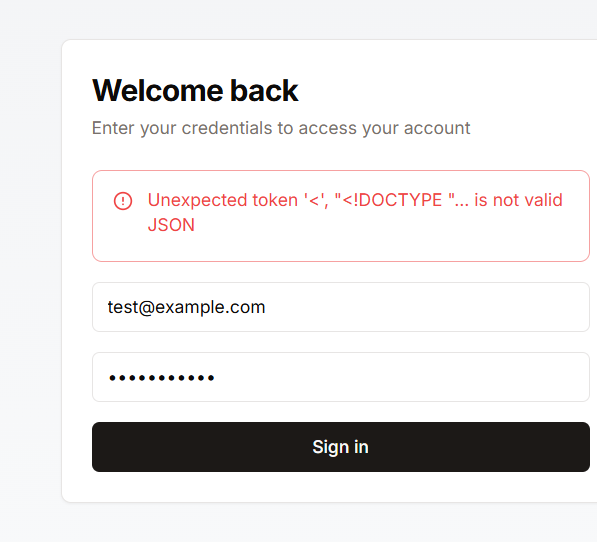 Welcome back
Enter your credentials to access your account
Unexpected token '<', "<!DOCTYPE "... is not valid
JSON
test@example.com
•••••••••••
Sign in